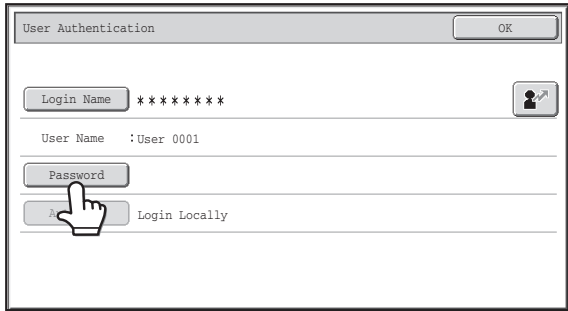 User Authentication OK
Login Name ********
User Name :User 0001
Password
Login Locally